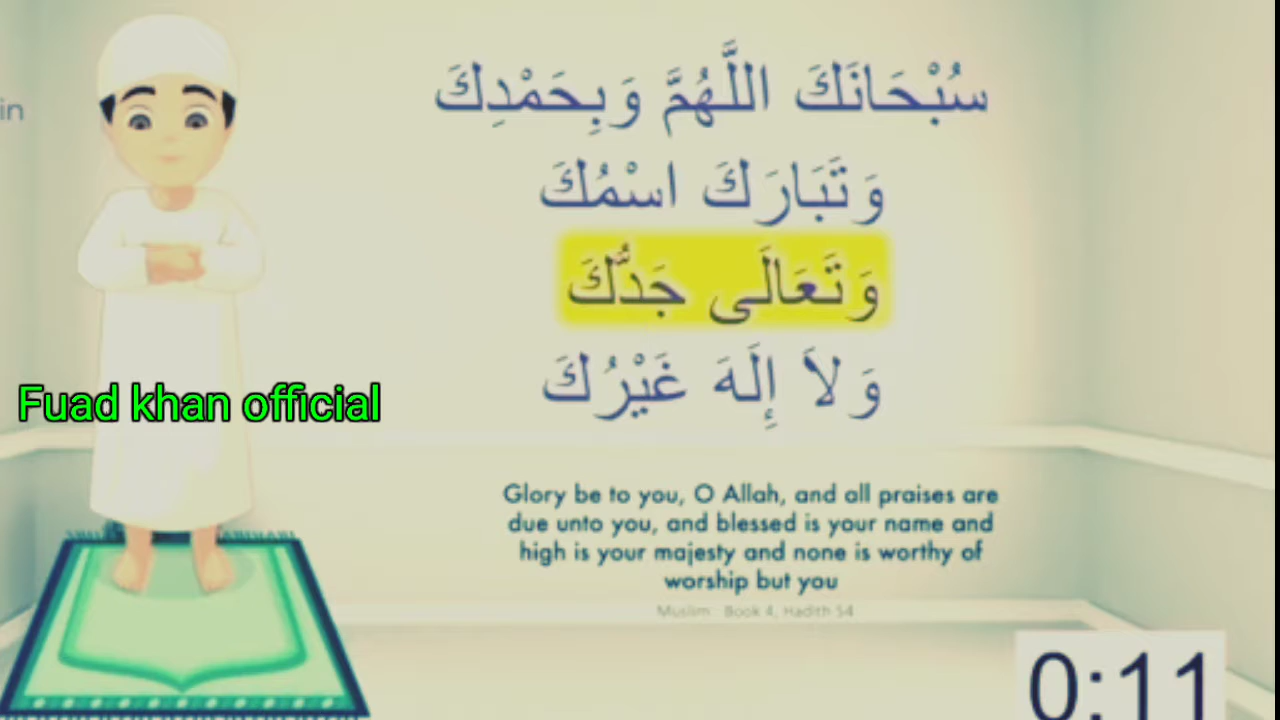 in
سُبْحَانَكَ اللَّهُمَّ وَبِحَمْدِكَ
وَتَبَارَكَ اسْمُكَ
وَتَعَالَى جَدُّكَ
وَلاَ إِلَهَ غَيْرُكَ
Fuad khan official
Glory be to you, O Allah, and all praises are
due unto you, and blessed is your name and
high is your majesty and none is worthy of
worship but you
Muslim : Book 4, Hadith 54
0:11